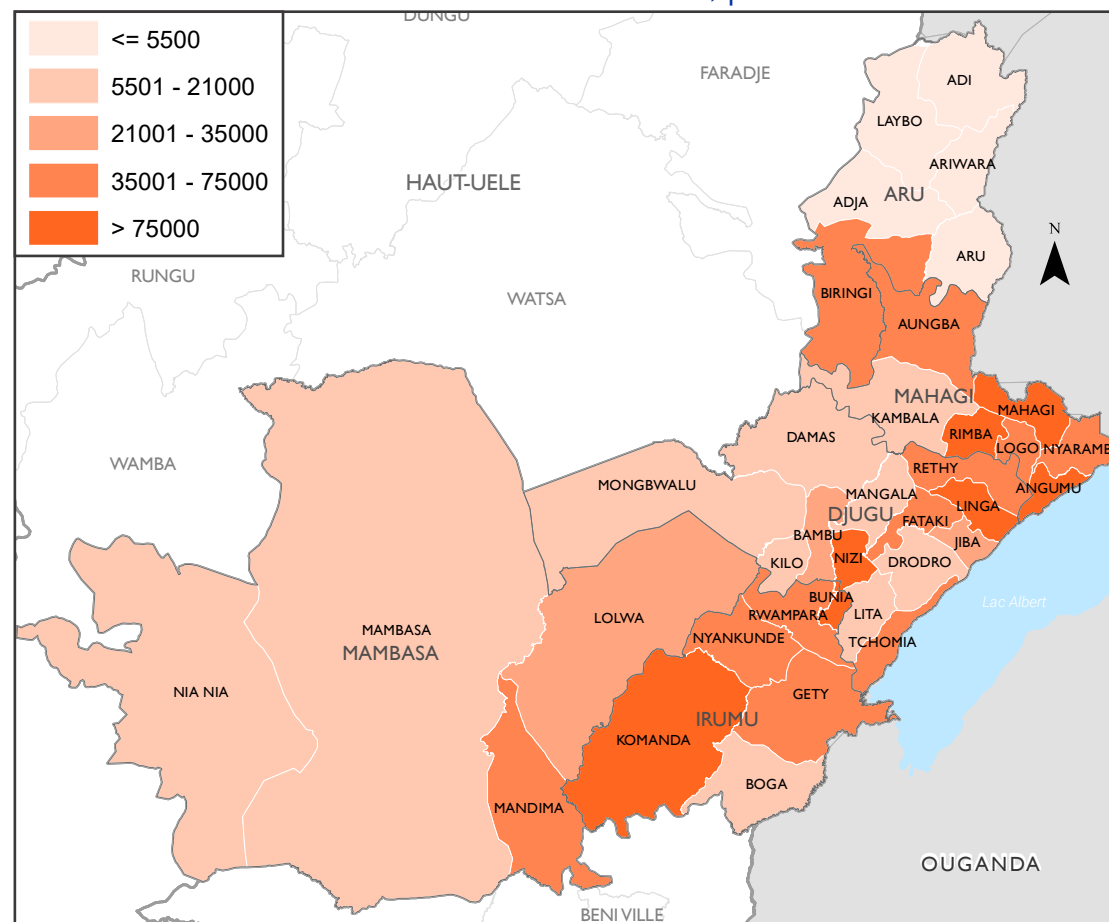 DUNGU
<= 5500
5501 - 21000
21001 - 35000
35001 - 75000
> 75000
FARADJE
ADI
LAYBO
ARIWARA
HAUT-UELE
ADJA
ARU
N
ARU
RUNGU
WATSA
BIRINGI
AUNGBA
MAHAGI
MAHAGI
KAMBALA
RIMBA
DAMAS
LOGO
NYARAMB
WAMBA
RETHY
MONGBWALU
MANGALA
ANGUMU
LINGA
DJUGU
FATAKI
BAMBU
JIBA
NIZI
KILO
DRODRO
BUNIA
Lac Albert
LOLWA
RWAMPARA
LITA
MAMBASA
NYANKUNDE
TCHOMIA
MAMBASA
NIA NIA
GETY
IRUMU
KOMANDA
BOGA
MANDIMA
OUGANDA
BENI VILLE